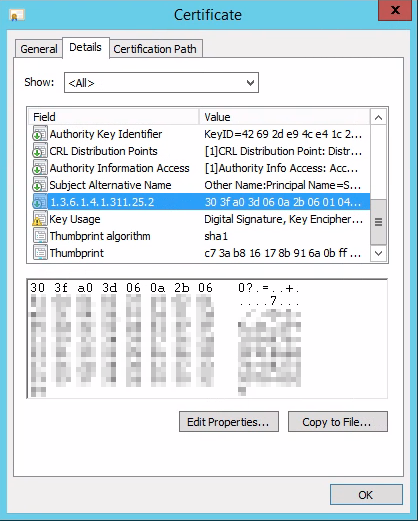 Certificate
General Details Certification Path
Show: <All>
Field Value
Authority Key Identifier KeyID=42 69 2d e9 4c e4 1c 2...
CRL Distribution Points [1]CRL Distribution Point: Distr...
Authority Information Access [1]Authority Info Access: Acc...
Subject Alternative Name Other Name:Principal Name=S...
1.3.6.1.4.1.311.25.2 30 3f a0 3d 06 0a 2b 06 01 04...
Key Usage Digital Signature, Key Encipher...
Thumbprint algorithm sha1
Thumbprint c7 3a b8 16 17 8b 91 6a 0b ff ...
30 3f a0 3d 06 0a 2b 06 0?.=..+.
....7...
Edit Properties... Copy to File...
OK